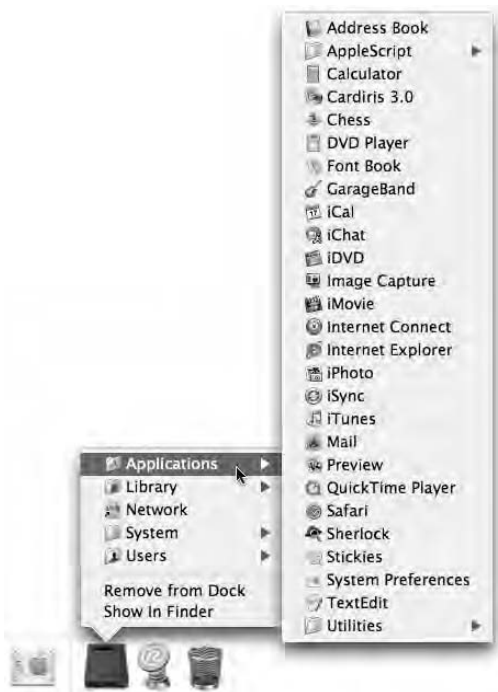 Address Book
AppleScript
Calculator
Cardiris 3.0
Chess
DVD Player
Font Book
GarageBand
iCal
iChat
iDVD
Image Capture
iMovie
Internet Connect
Internet Explorer
iPhoto
iSync
iTunes
Mail
Preview
QuickTime Player
Safari
Sherlock
Stickies
System Preferences
TextEdit
Utilities
Applications
Library
Network
System
Users
Remove from Dock
Show In Finder